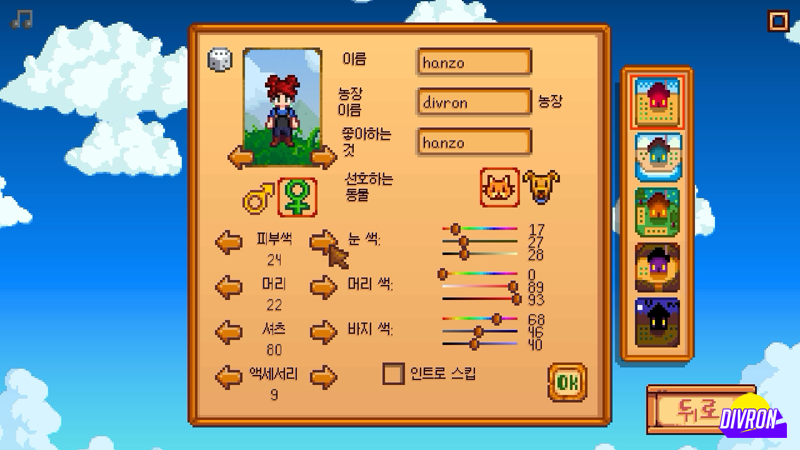 이름
hanzo
농장
이름
divron
농장
좋아하는
것
hanzo
선호하는
동물
피부색
24
눈 색:
17
27
28
머리
22
머리 색:
0
89
93
셔츠
80
바지 색:
68
46
40
액세서리
9
인트로 스킵
OK
뒤로
DIVRON